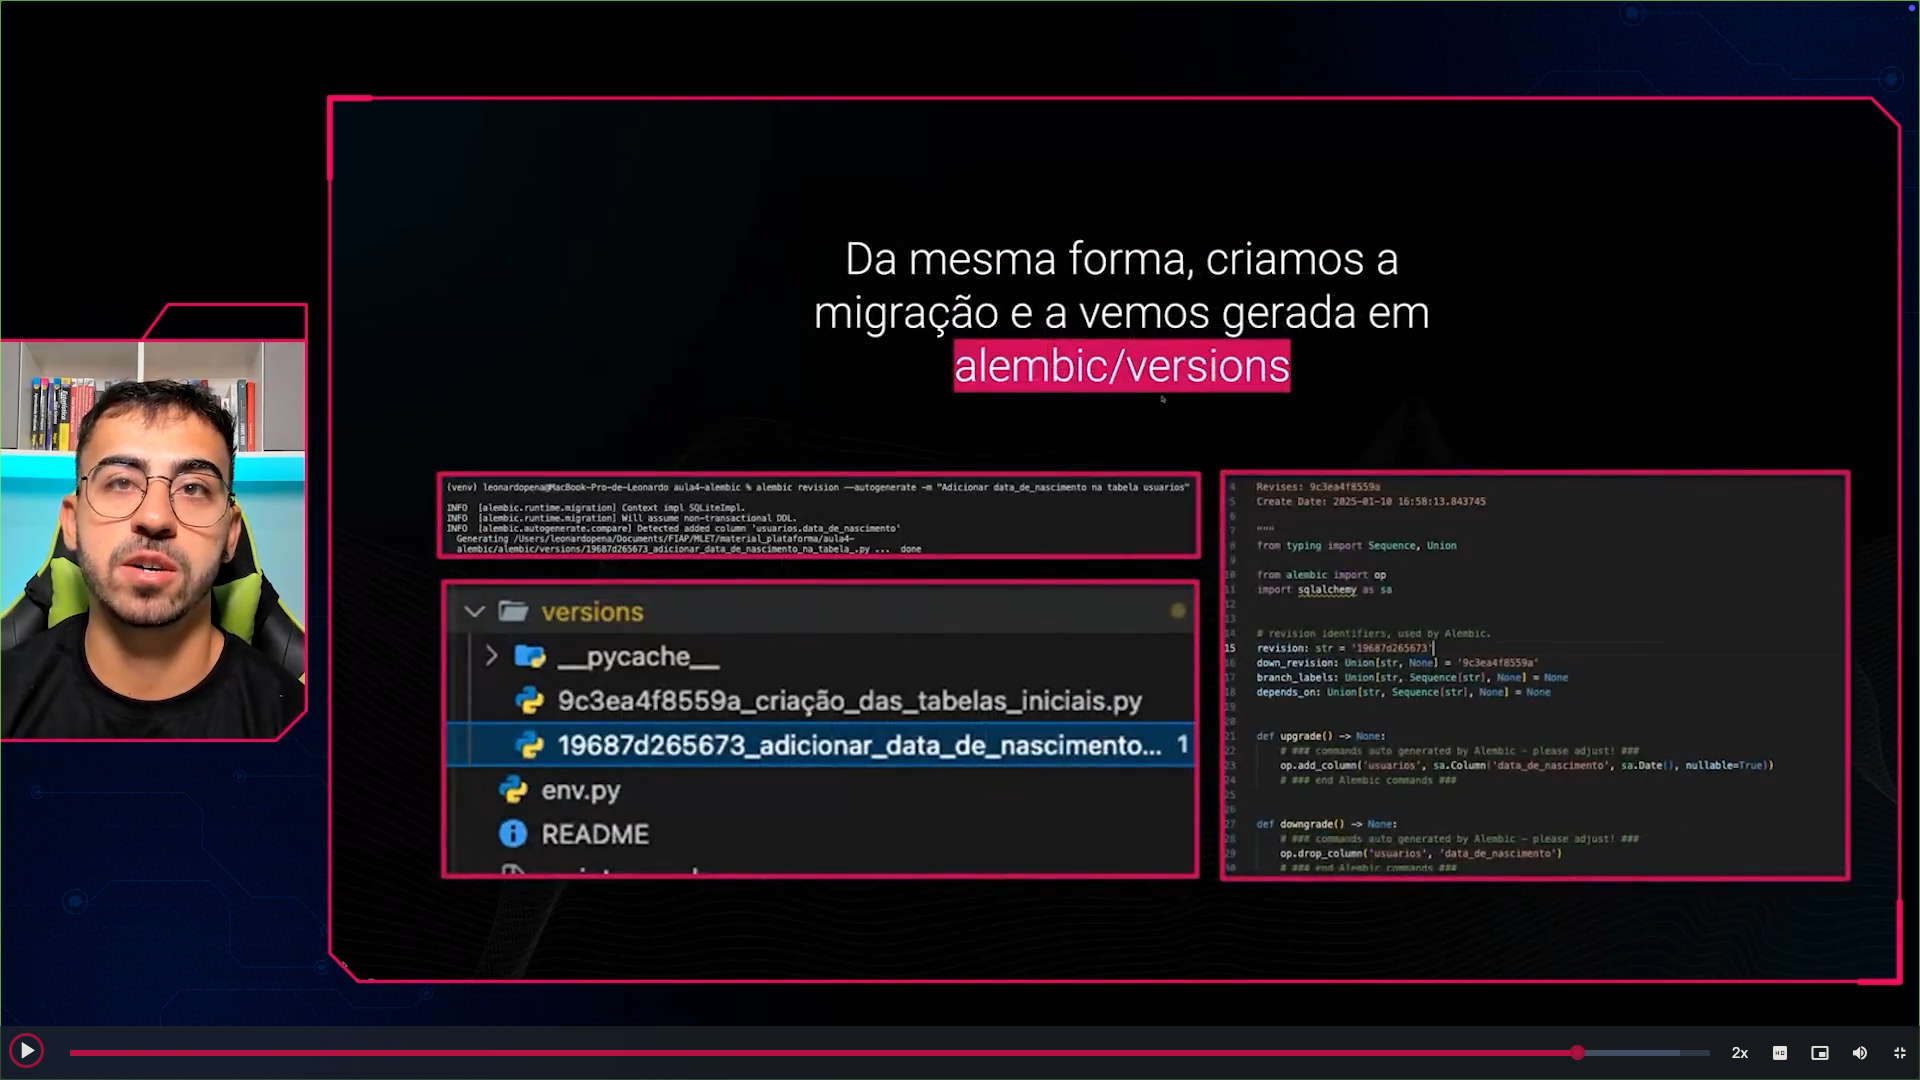 Da mesma forma, criamos a
migração e a vemos gerada em
alembic/versions
(venv) leonardopena@MacBook-Pro-de-Leonardo aula4-alembic % alembic revision --autogenerate -m "Adicionar data_de_nascimento na tabela usuarios"
INFO  [alembic.runtime.migration] Context impl SQLiteImpl.
INFO  [alembic.runtime.migration] Will assume non-transactional DDL.
INFO  [alembic.autogenerate.compare] Detected added column 'usuarios.data_de_nascimento'
Generating /Users/leonardopena/Documents/FIAP/MLET/material_plataforma/aula4-
alembic/alembic/versions/19687d265673_adicionar_data_de_nascimento_na_tabela_.py ...  done
versions
__pycache__
9c3ea4f8559a_criação_das_tabelas_iniciais.py
19687d265673_adicionar_data_de_nascimento... 1
env.py
README
4 Revises: 9c3ea4f8559a
5 Create Date: 2025-01-10 16:58:13.843745
6
7 """
8 from typing import Sequence, Union
9
10 from alembic import op
11 import sqlalchemy as sa
12
13
14 # revision identifiers, used by Alembic.
15 revision: str = '19687d265673'
16 down_revision: Union[str, None] = '9c3ea4f8559a'
17 branch_labels: Union[str, Sequence[str], None] = None
18 depends_on: Union[str, Sequence[str], None] = None
19
20
21 def upgrade() -> None:
22 # ### commands auto generated by Alembic - please adjust! ###
23 op.add_column('usuarios', sa.Column('data_de_nascimento', sa.Date(), nullable=True))
24 # ### end Alembic commands ###
25
26
27 def downgrade() -> None:
28 # ### commands auto generated by Alembic - please adjust! ###
29 op.drop_column('usuarios', 'data_de_nascimento')
30 # ### end Alembic commands ###
2x